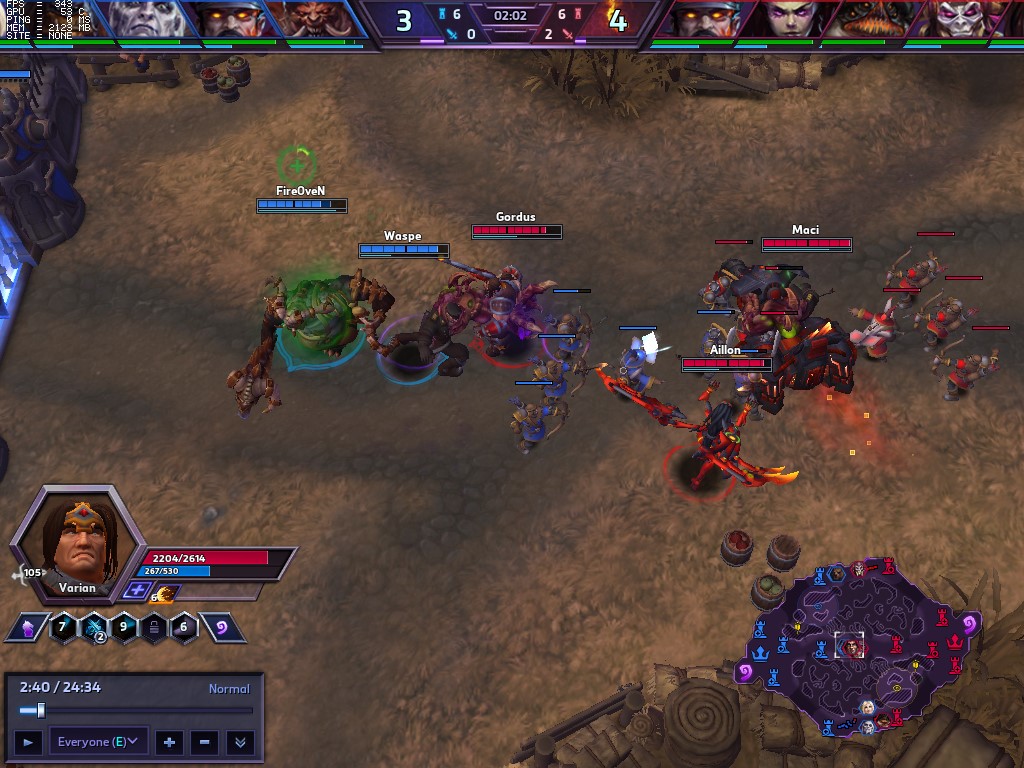 FPS = 343
GPU = 53 C
PING = 0 MS
MEM = 2123 MB
SITE = NONE
3 6 02:02 6 4
0 2
FireOveN
Gordus
Waspe
Maci
Aillon
2204/2614
267/530
105
Varian
6
7 2 9 6
2:40 / 24:34 Normal
Everyone (E)